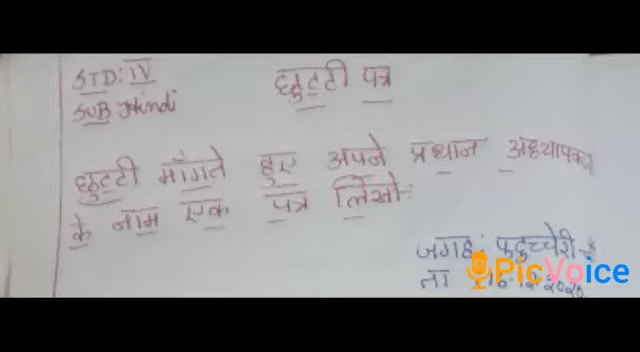 STD: IV
SUB Hindi
छुट्टी पत्र
छुट्टी माँगते हुए अपने प्रधान अध्यापक
के नाम एक पत्र लिखो:
जगह: पुदुच्चेरी-
ता
PicVoice